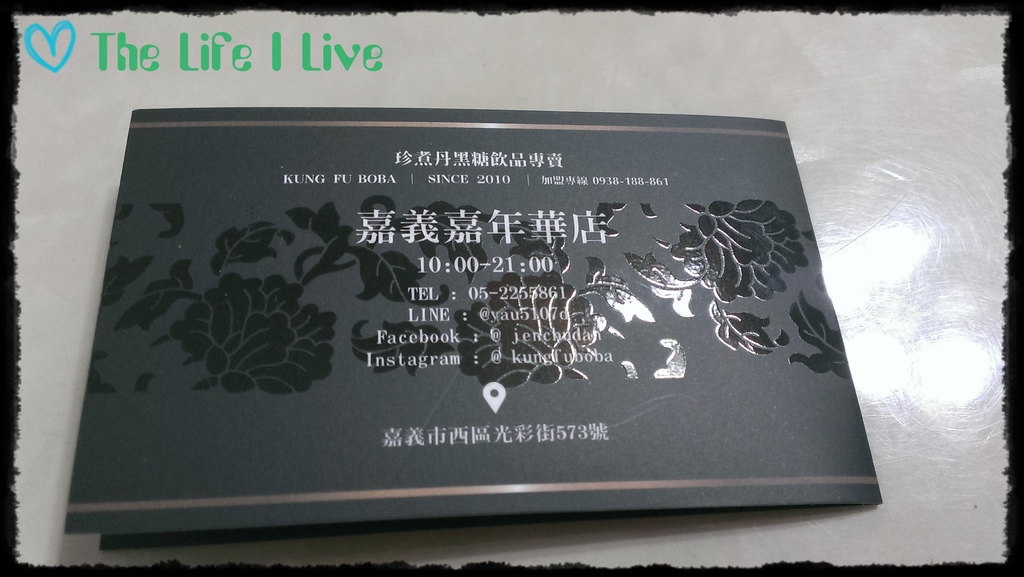 The Life I Live
珍煮丹黑糖飲品專賣
KUNG FU BOBA | SINCE 2010 | 加盟專線 0938-188-861
嘉義嘉年華店
10:00-21:00
TEL : 05-2255861
LINE :
Facebook : @ jenchudan
Instagram : @ kungfuboba
嘉義市西區光彩街573號